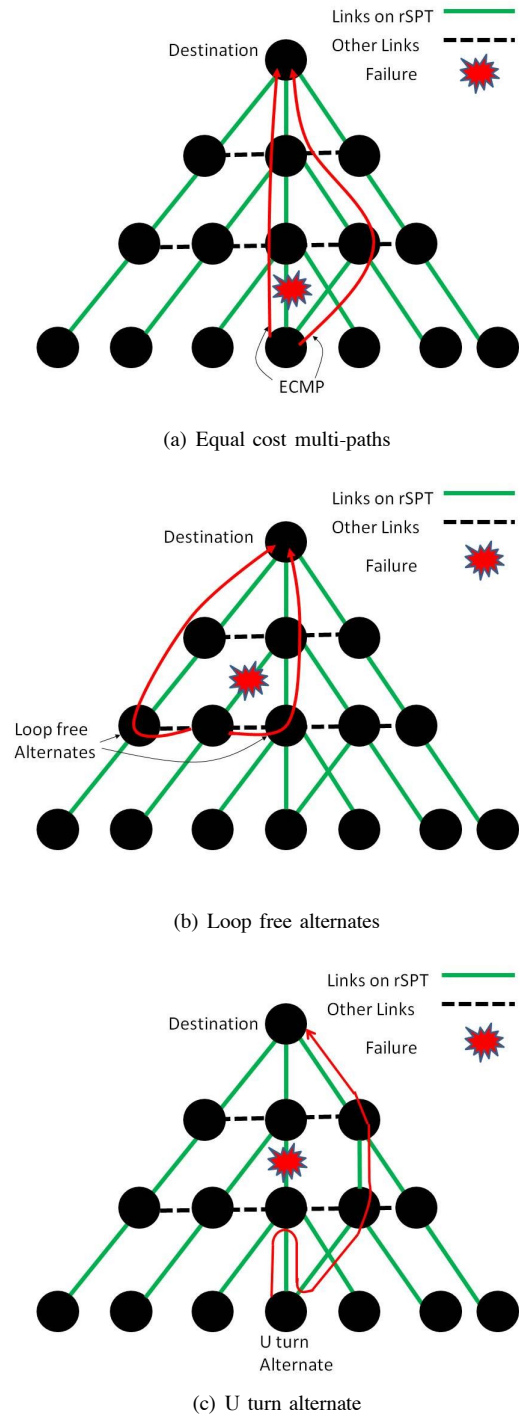 Links on rSPT
Destination
Other Links
Failure
ECMP
(a) Equal cost multi-paths
Links on rSPT
Other Links
Destination
Failure
Loop free
Alternates
(b) Loop free alternates
Links on rSPT
Destination
Other Links
Failure
U turn
Alternate
(c) U turn alternate